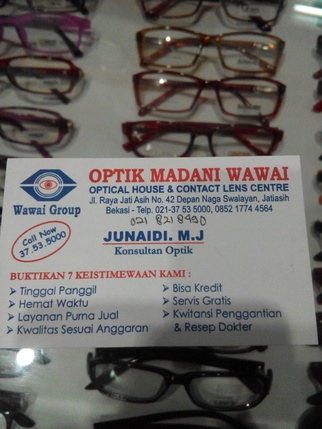 OPTIK MADANI WAWAI
OPTICAL HOUSE & CONTACT LENS CENTRE
Jl. Raya Jati Asih No. 42 Depan Naga Swalayan, Jatiasih
Bekasi - Telp. 021-37 53 5000, 0852 1774 4564
021 821 8450
Wawai Group
Call Now
37.53.5000
JUNAIDI. M.J
Konsultan Optik
BUKTIKAN 7 KEISTIMEWAAN KAMI :
Tinggal Panggil
Hemat Waktu
Layanan Purna Jual
Kwalitas Sesuai Anggaran
Bisa Kredit
Servis Gratis
Kwitansi Penggantian
& Resep Dokter